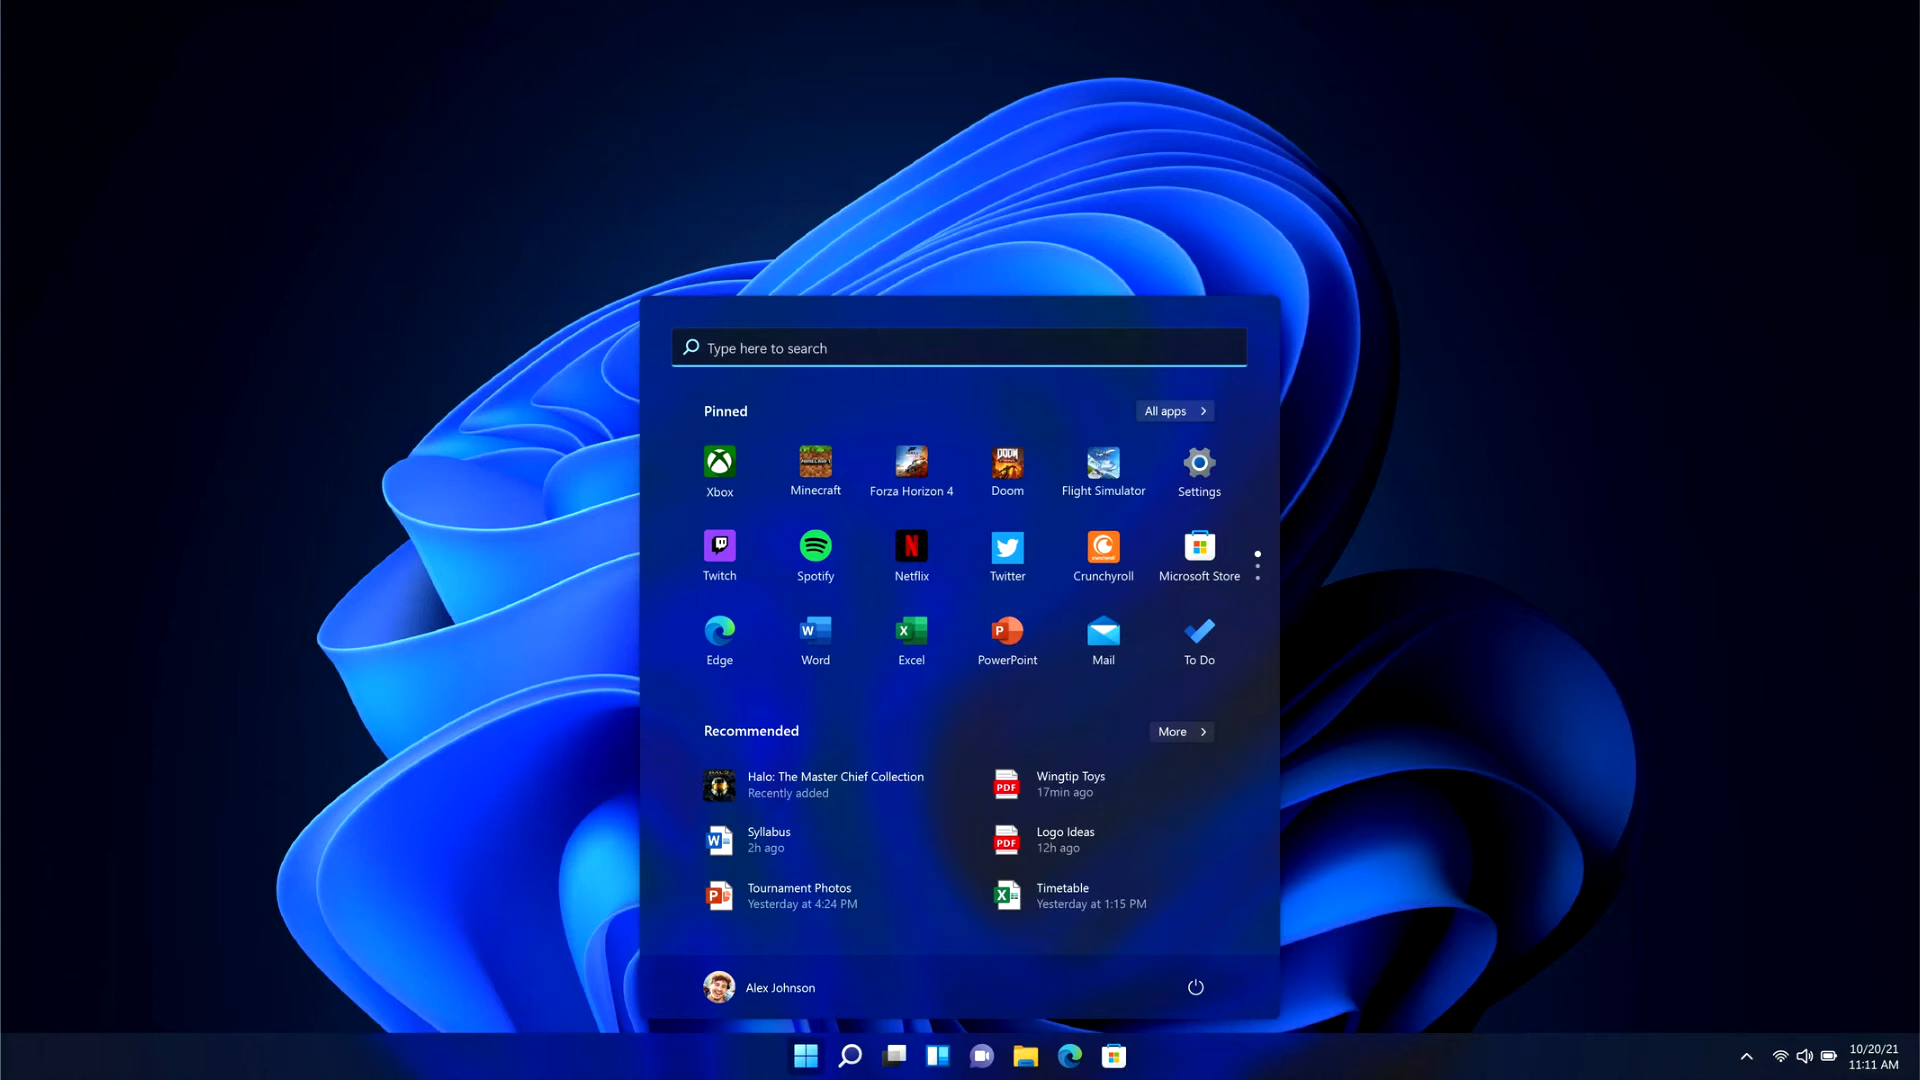 Type here to search
Pinned
All apps
Xbox
Minecraft
Forza Horizon 4
Doom
Flight Simulator
Settings
Twitch
Spotify
Netflix
Twitter
Crunchyroll
Microsoft Store
Edge
Word
Excel
PowerPoint
Mail
To Do
Recommended
More
Halo: The Master Chief Collection
Recently added
Wingtip Toys
17min ago
Syllabus
2h ago
Logo Ideas
12h ago
Tournament Photos
Yesterday at 4:24 PM
Timetable
Yesterday at 1:15 PM
Alex Johnson
10/20/21
11:11 AM